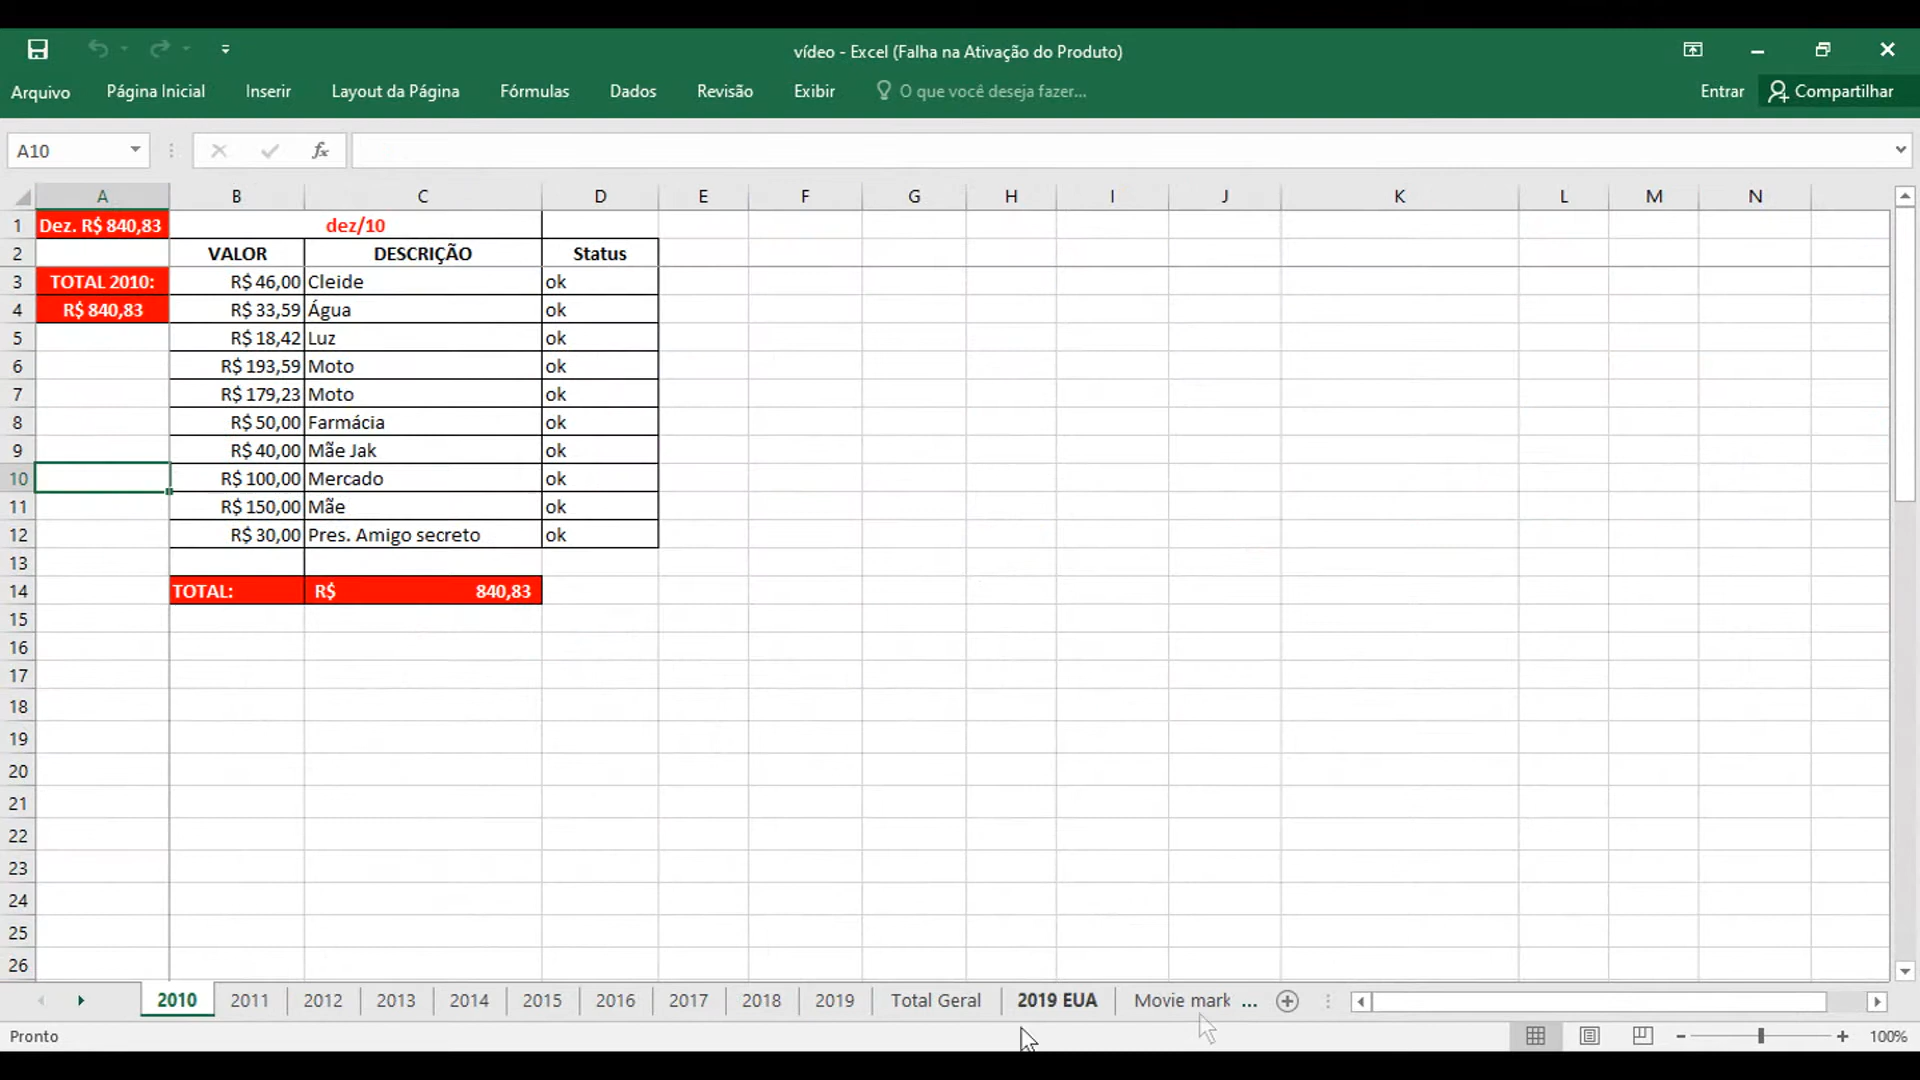 vídeo - Excel (Falha na Ativação do Produto)
Arquivo Página Inicial Inserir Layout da Página Fórmulas Dados Revisão Exibir O que você deseja fazer... Entrar Compartilhar
A10 fx
A B C D E F G H I J K L M N
1 Dez. R$ 840,83 dez/10
2 VALOR DESCRIÇÃO Status
3 TOTAL 2010: R$ 46,00 Cleide ok
4 R$ 840,83 R$ 33,59 Água ok
5 R$ 18,42 Luz ok
6 R$ 193,59 Moto ok
7 R$ 179,23 Moto ok
8 R$ 50,00 Farmácia ok
9 R$ 40,00 Mãe Jak ok
10 R$ 100,00 Mercado ok
11 R$ 150,00 Mãe ok
12 R$ 30,00 Pres. Amigo secreto ok
13
14 TOTAL: R$ 840,83
15
16
17
18
19
20
21
22
23
24
25
26
2010 2011 2012 2013 2014 2015 2016 2017 2018 2019 Total Geral 2019 EUA Movie mark ...
Pronto 100%